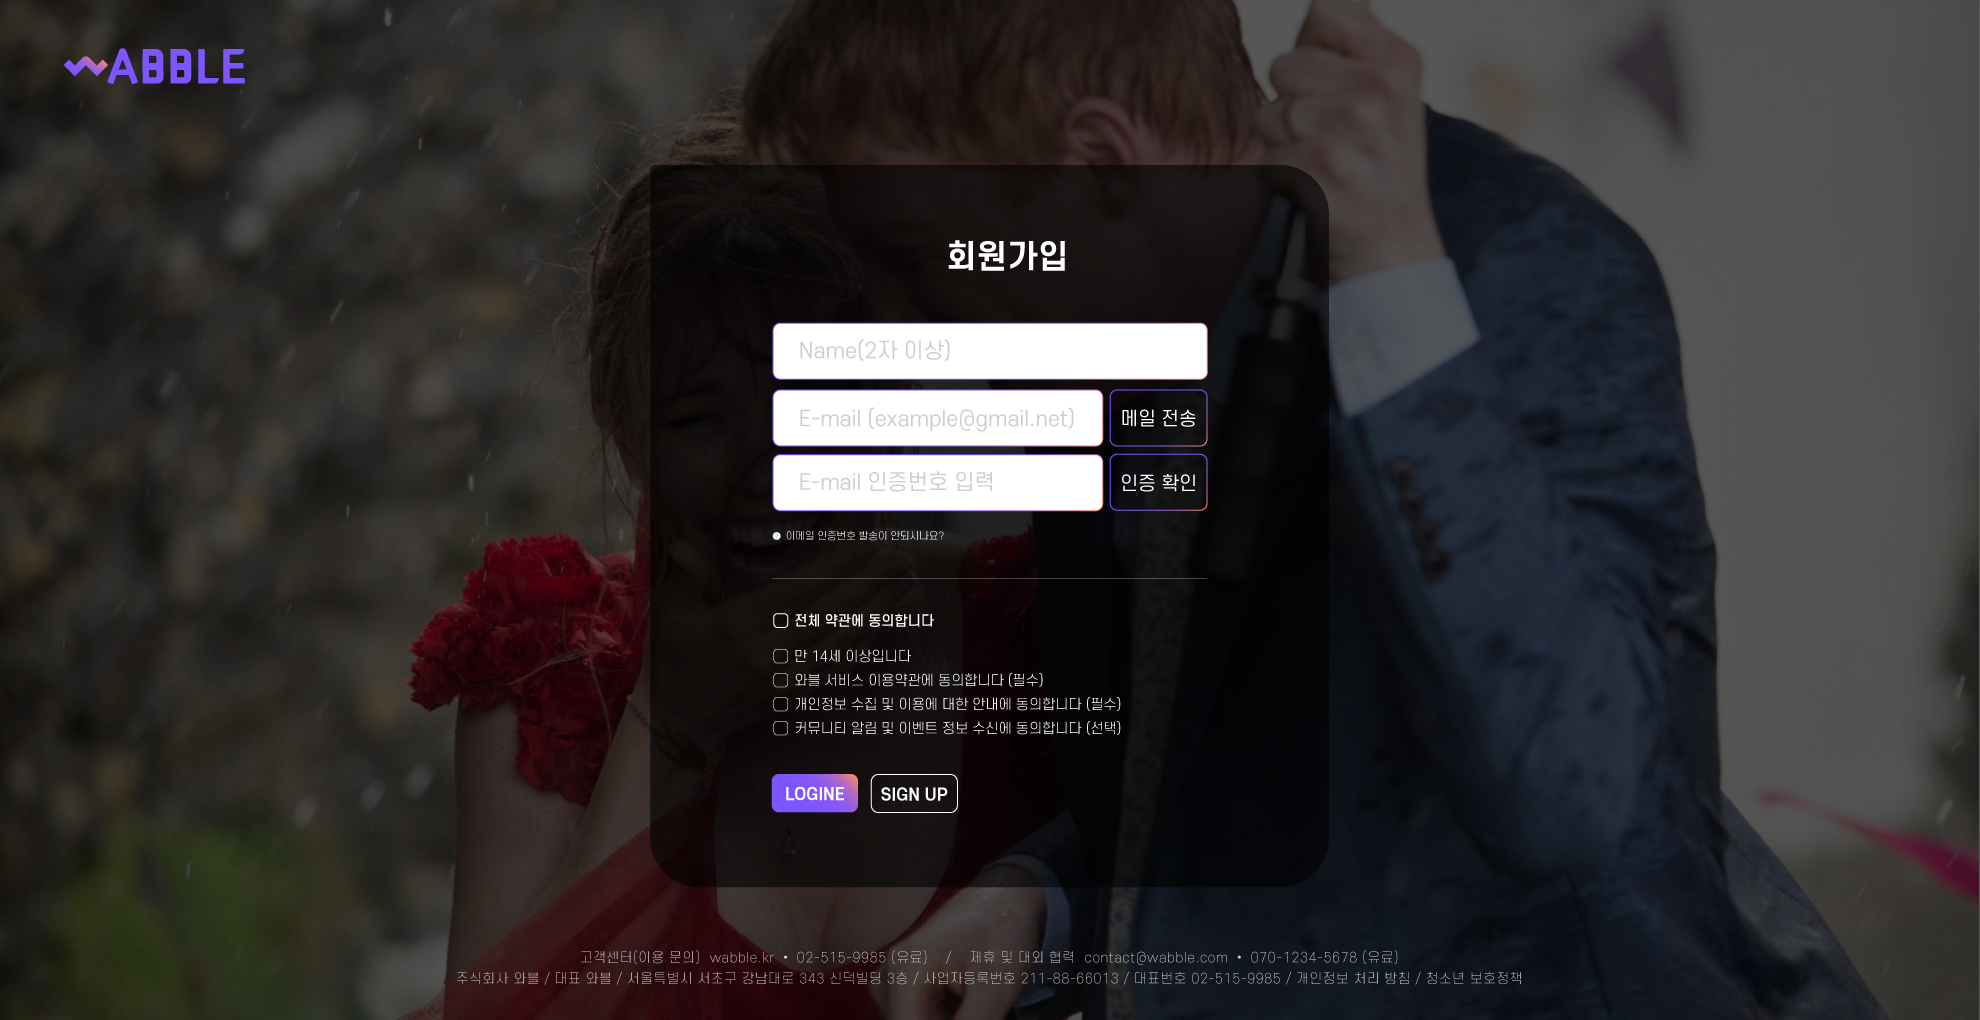 WABBLE
회원가입
Name(2자 이상)
E-mail (example@gmail.net)
메일 전송
E-mail 인증번호 입력
인증 확인
이메일 인증번호 발송이 안되시나요?
전체 약관에 동의합니다
만 14세 이상입니다
와블 서비스 이용약관에 동의합니다 (필수)
개인정보 수집 및 이용에 대한 안내에 동의합니다 (필수)
커뮤니티 알림 및 이벤트 정보 수신에 동의합니다 (선택)
LOGINE
SIGN UP
고객센터(이용 문의) wabble.kr • 02-515-9985 (유료) / 제휴 및 대외 협력 contact@wabble.com • 070-1234-5678 (유료)
주식회사 와블 / 대표 와블 / 서울특별시 서초구 강남대로 343 신덕빌딩 3층 / 사업자등록번호 211-88-66013 / 대표번호 02-515-9985 / 개인정보 처리 방침 / 청소년 보호정책